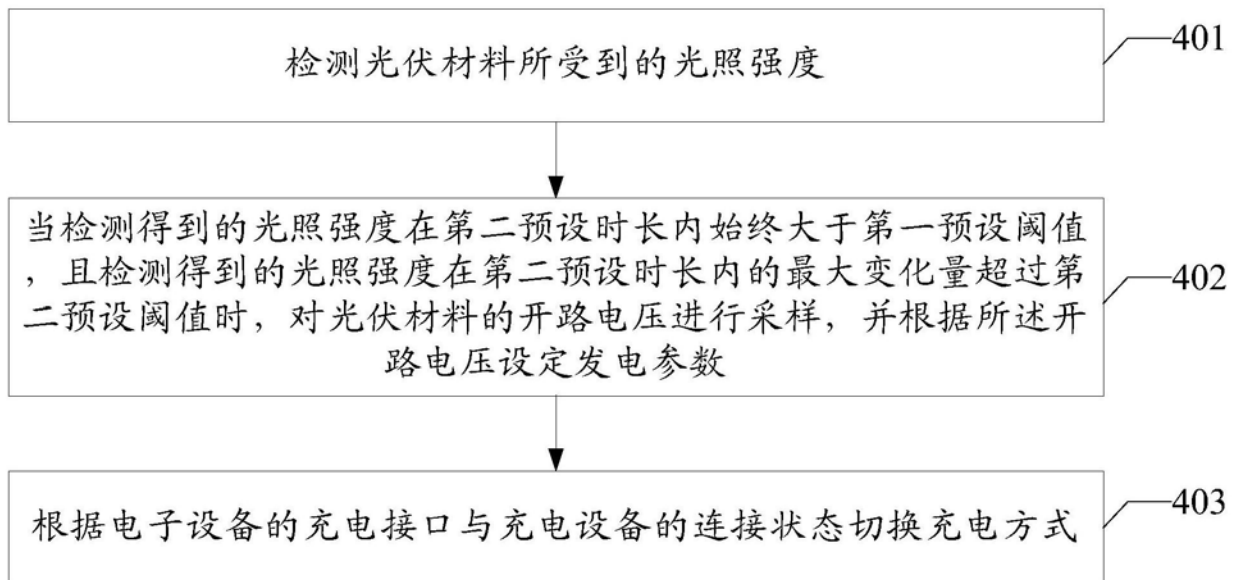 检测光伏材料所受到的光照强度
401
当检测得到的光照强度在第二预设时长内始终大于第一预设阈值
，且检测得到的光照强度在第二预设时长内的最大变化量超过第
二预设阈值时，对光伏材料的开路电压进行采样，并根据所述开
路电压设定发电参数
402
根据电子设备的充电接口与充电设备的连接状态切换充电方式
403